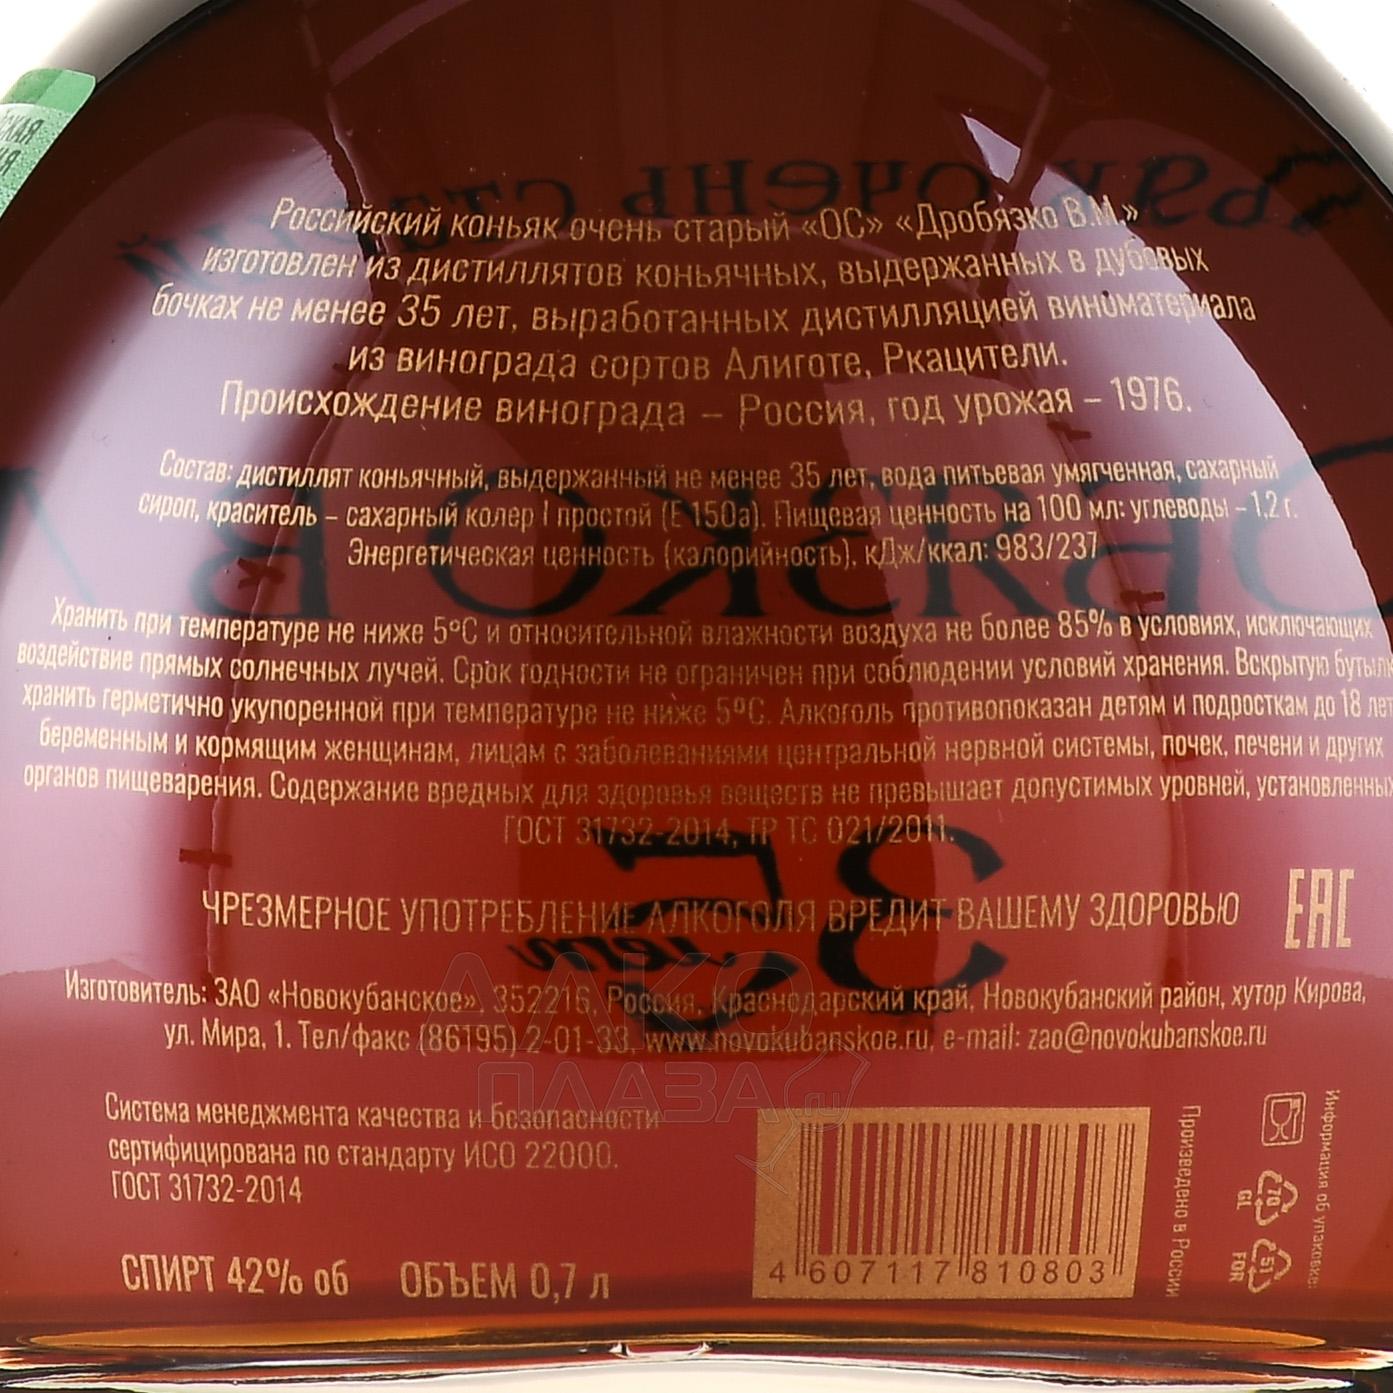 Российский коньяк очень старый «ОС» «Дробязко В.М.»
изготовлен из дистиллятов коньячных, выдержанных в дубовых
бочках не менее 35 лет, выработанных дистилляцией виноматериала
из винограда сортов Алиготе, Ркацители.
Происхождение винограда – Россия, год урожая – 1976.
Состав: дистиллят коньячный, выдержанный не менее 35 лет, вода питьевая умягченная, сахарный
сироп, краситель – сахарный колер I простой (Е 150а). Пищевая ценность на 100 мл: углеводы – 1,2 г.
Энергетическая ценность (калорийность), кДж/ккал: 983/237
Хранить при температуре не ниже 5°С и относительной влажности воздуха не более 85% в условиях, исключающих
воздействие прямых солнечных лучей. Срок годности не ограничен при соблюдении условий хранения. Вскрытую
хранить герметично укупоренной при температуре не ниже 5°С. Алкоголь противопоказан детям и подросткам до 18 лет
беременным и кормящим женщинам, лицам с заболеваниями центральной нервной системы, почек, печени и других
органов пищеварения. Содержание вредных для здоровья веществ не превышает допустимых уровней, установленных
ГОСТ 31732-2014, ТР ТС 021/2011.
ЧРЕЗМЕРНОЕ УПОТРЕБЛЕНИЕ АЛКОГОЛЯ ВРЕДИТ ВАШЕМУ ЗДОРОВЬЮ
EAC
Изготовитель: ЗАО «Новокубанское», 352216, Россия, Краснодарский край, Новокубанский район, хутор Кирова,
ул. Мира, 1. Тел/факс (86195) 2-01-33, www.novokubanskoe.ru, e-mail: zao@novokubanskoe.ru
Система менеджмента качества и безопасности
сертифицирована по стандарту ИСО 22000.
ГОСТ 31732-2014
СПИРТ 42% об ОБЪЕМ 0,7 л
4 607117 810803
Произведено в России
Информация об упаковке:
70
GL
51
FOR
АЛКО
ПЛАЗА.ru